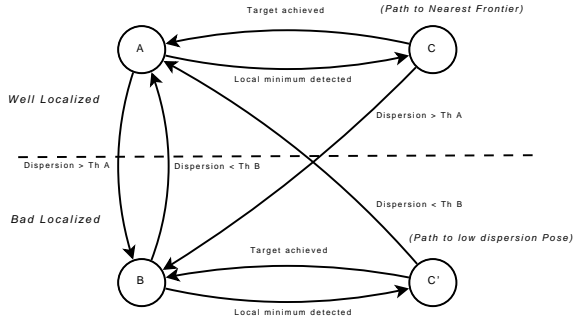 Target achieved
(Path to Nearest Frontier)
A
C
Local minimum detected
Well Localized
Dispersion > Th A
Dispersion > Th A
Dispersion < Th B
Dispersion < Th B
Bad Localized
(Path to low dispersion Pose)
Target achieved
B
C'
Local minimum detected